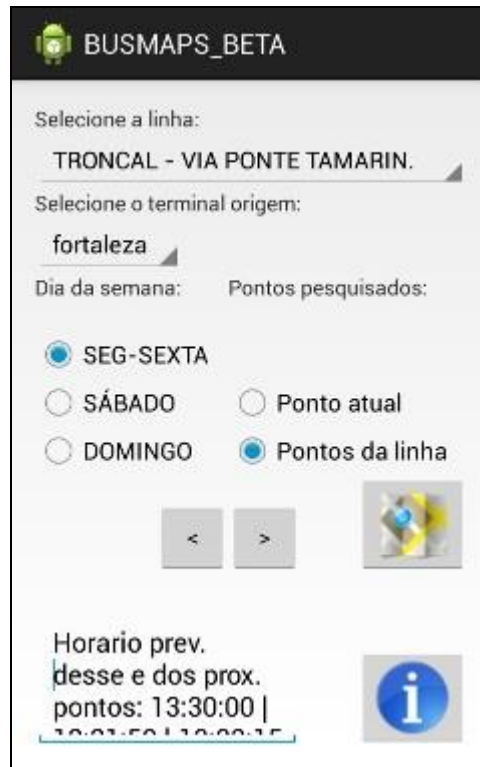 BUSMAPS_BETA
Selecione a linha:
TRONCAL - VIA PONTE TAMARIN.
Selecione o terminal origem:
fortaleza
Dia da semana: Pontos pesquisados:
SEG-SEXTA
SÁBADO Ponto atual
DOMINGO Pontos da linha
< >
Horario prev.
desse e dos prox.
pontos: 13:30:00 |
i